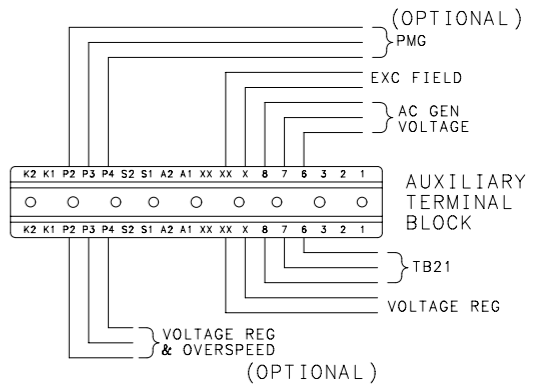 (OPTIONAL)
PMG
EXC FIELD
AC GEN
VOLTAGE
K2 K1 P2 P3 P4 S2 S1 A2 A1 XX XX X 8 7 6 3 2 1
AUXILIARY
TERMINAL
BLOCK
K2 K1 P2 P3 P4 S2 S1 A2 A1 XX XX X 8 7 6 3 2 1
TB21
VOLTAGE REG
VOLTAGE REG
& OVERSPEED
(OPTIONAL)